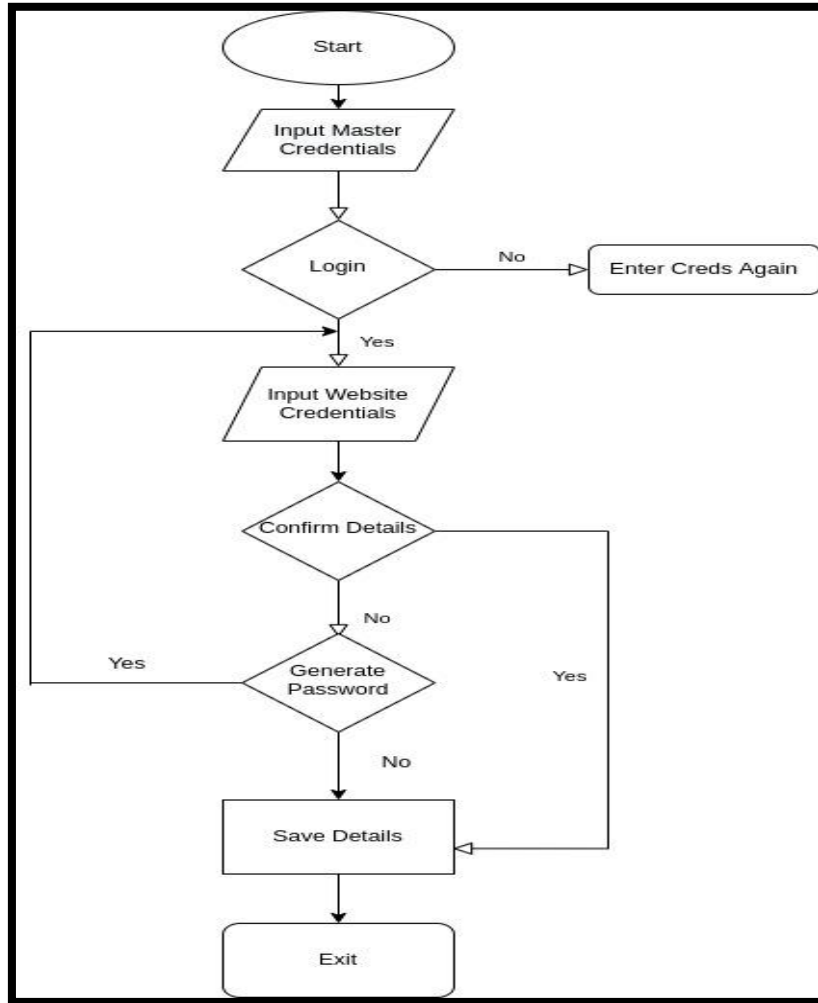 Start
Input Master
Credentials
Login
No
Enter Creds Again
Yes
Input Website
Credentials
Confirm Details
No
Yes
Generate
Password
Yes
No
Save Details
Exit